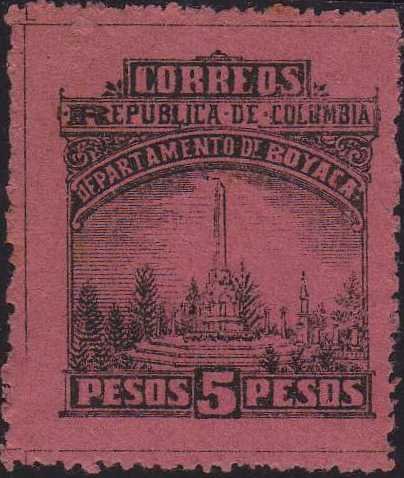 CORREOS
REPUBLICA·DE·COLOMBIA
DEPARTAMENTO DE BOYACA
PESOS 5 PESOS